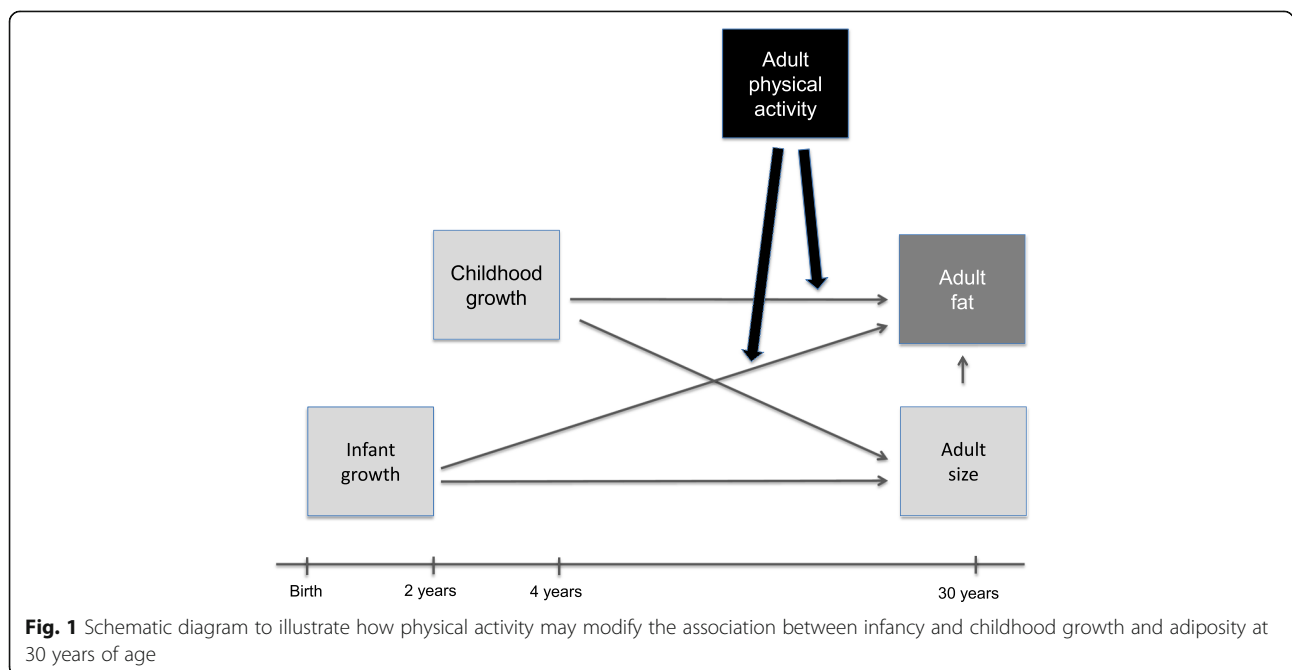 Adult
physical
activity
Childhood
growth
Adult
fat
Infant
growth
Adult
size
Birth
2 years
4 years
30 years
Fig. 1 Schematic diagram to illustrate how physical activity may modify the association between infancy and childhood growth and adiposity at
30 years of age